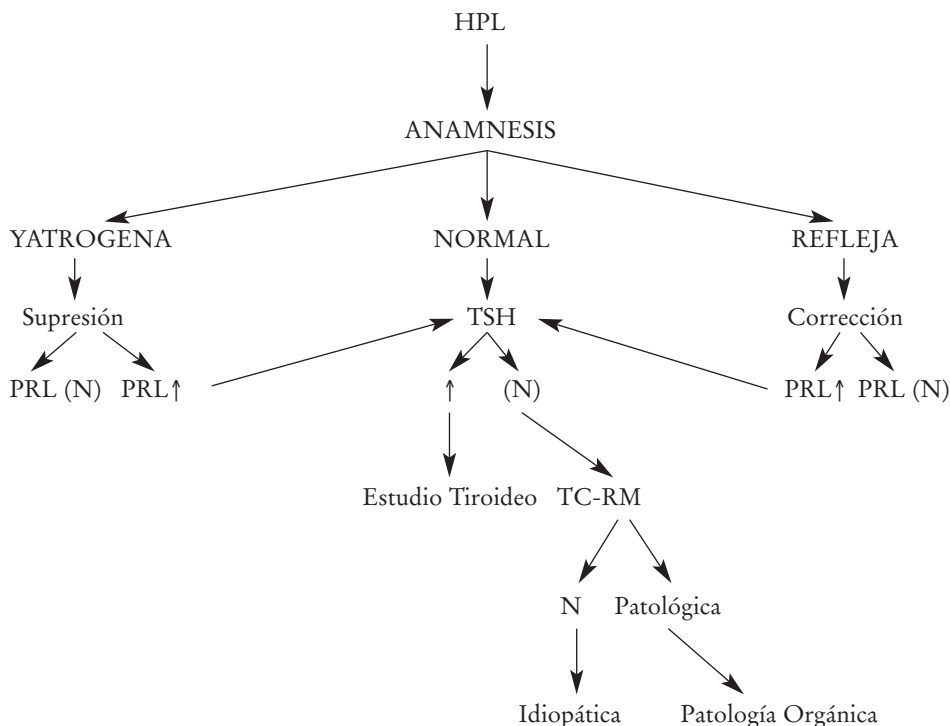 HPL
ANAMNESIS
YATROGENA NORMAL REFLEJA
Supresión TSH Corrección
PRL (N) PRL↑ ↑ (N) PRL↑ PRL (N)
Estudio Tiroideo TC-RM
N Patológica
Idiopática Patología Orgánica